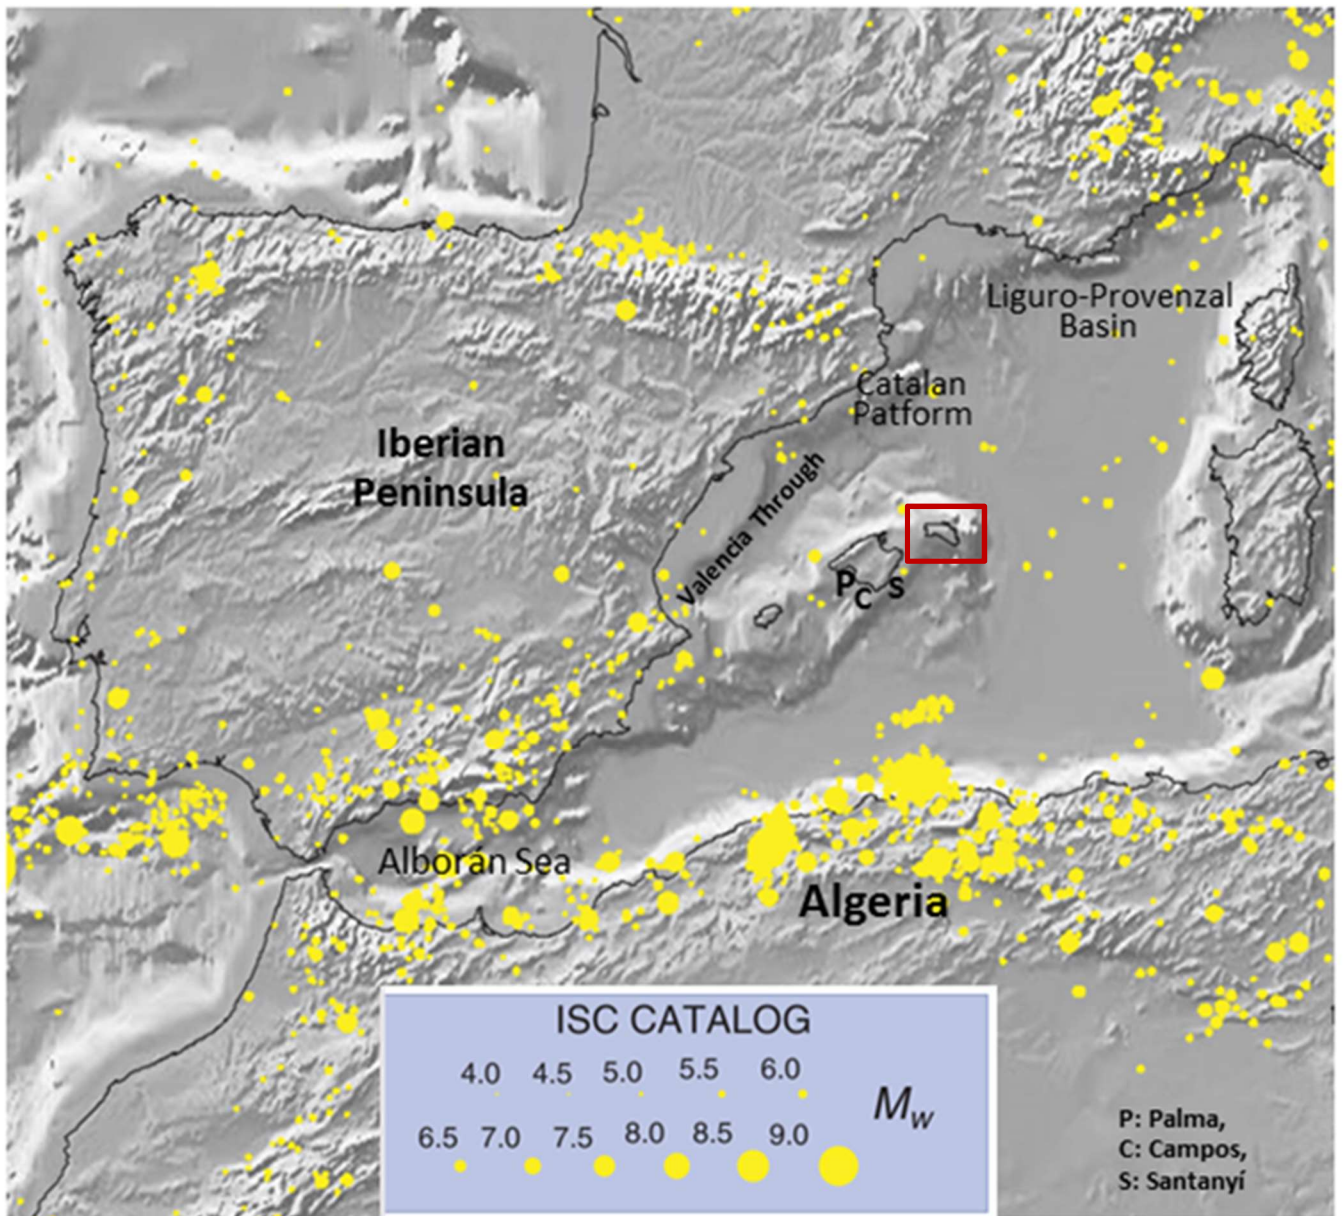 Liguro-Provenzal
Basin
Catalan
Patform
Iberian
Peninsula
Valencia Through
P C S
Alborán Sea
Algeria
ISC CATALOG
4.0 4.5 5.0 5.5 6.0
M w
6.5 7.0 7.5 8.0 8.5 9.0
P: Palma,
C: Campos,
S: Santanyí